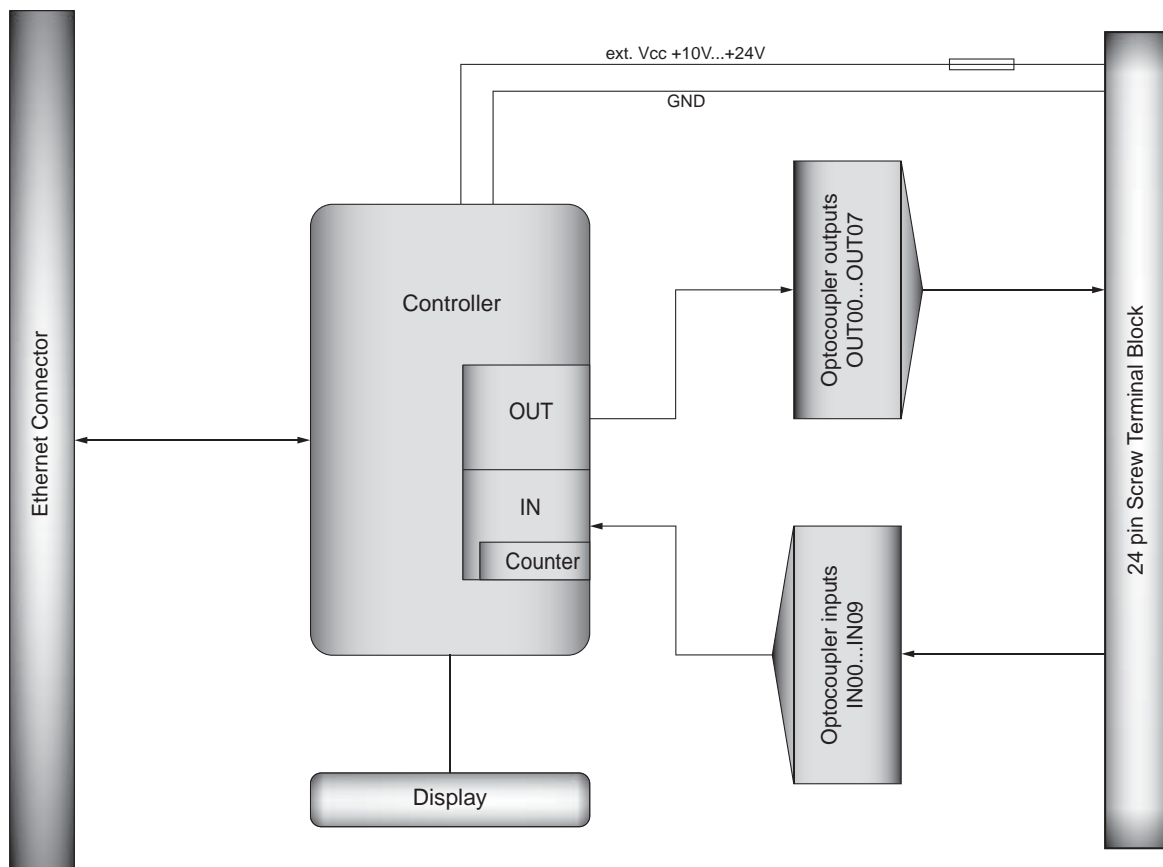 ext. Vcc +10V...+24V
GND
Ethernet Connector
Controller
OUT
IN
Counter
Display
Optocoupler outputs
OUT00...OUT07
Optocoupler inputs
IN00...IN09
24 pin Screw Terminal Block